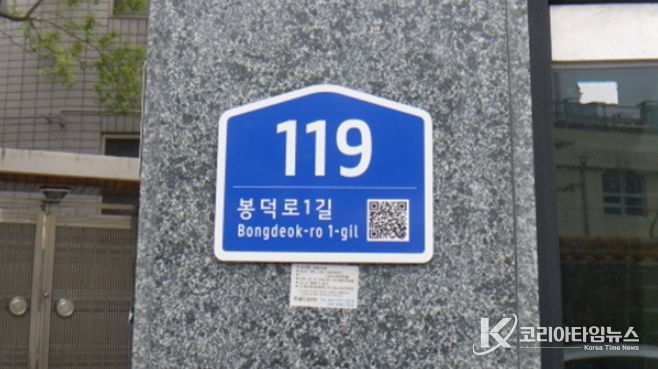 119
봉덕로1길
Bongdeok-ro 1-gil
코리아타임뉴스
Korea Time News